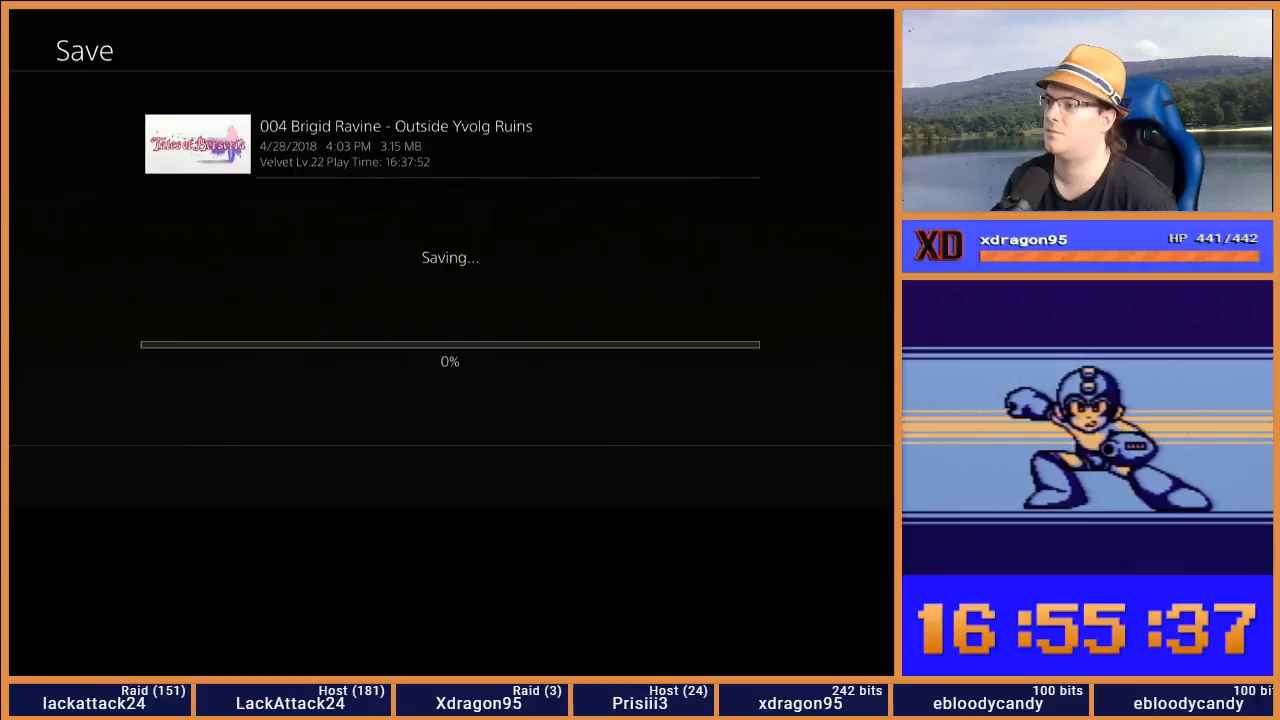 Save
Tales of Berseria
004 Brigid Ravine - Outside Yvolg Ruins
4/28/2018 4:03 PM 3.15 MB
Velvet Lv.22 Play Time: 16:37:52
Saving...
0%
XD xdragon95 HP 441/442
16:55:37
Raid (151)
lackattack24
Host (181)
LackAttack24
Raid (3)
Xdragon95
Host (24)
Prisiii3
242 bits
xdragon95
100 bits
ebloodycandy
100 bi
ebloodycandy